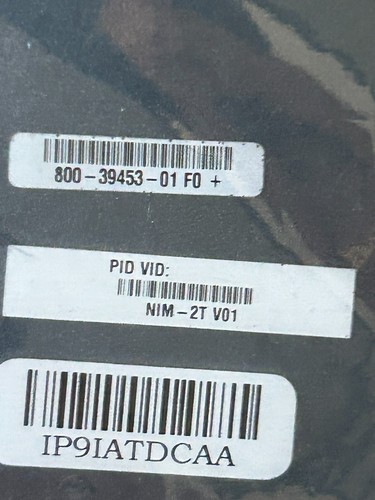 800-39453-01 F0 +
PID VID:
NIM-2T V01
IP9IATDCAA